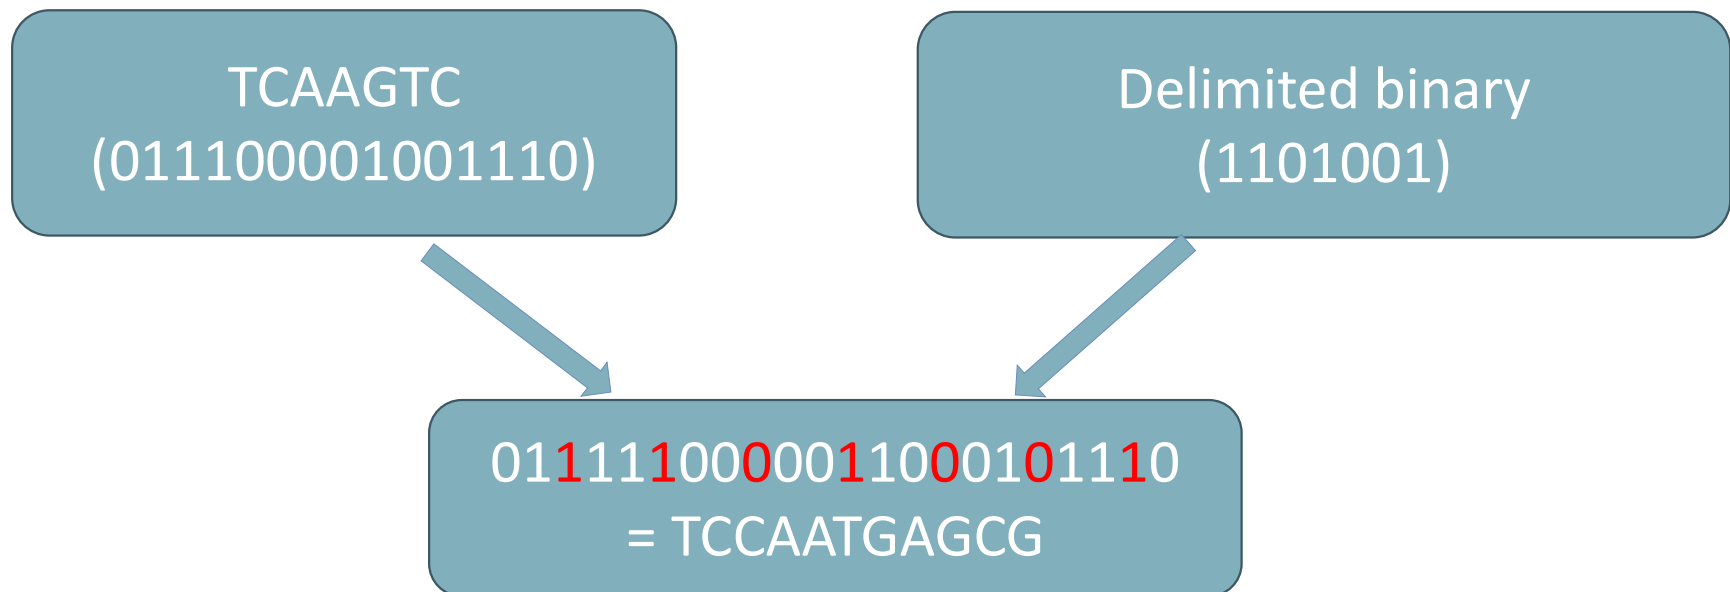 TCAAGTC
(011100001001110)
Delimited binary
(1101001)
0111110000011000101110
= TCCAATGAGCG